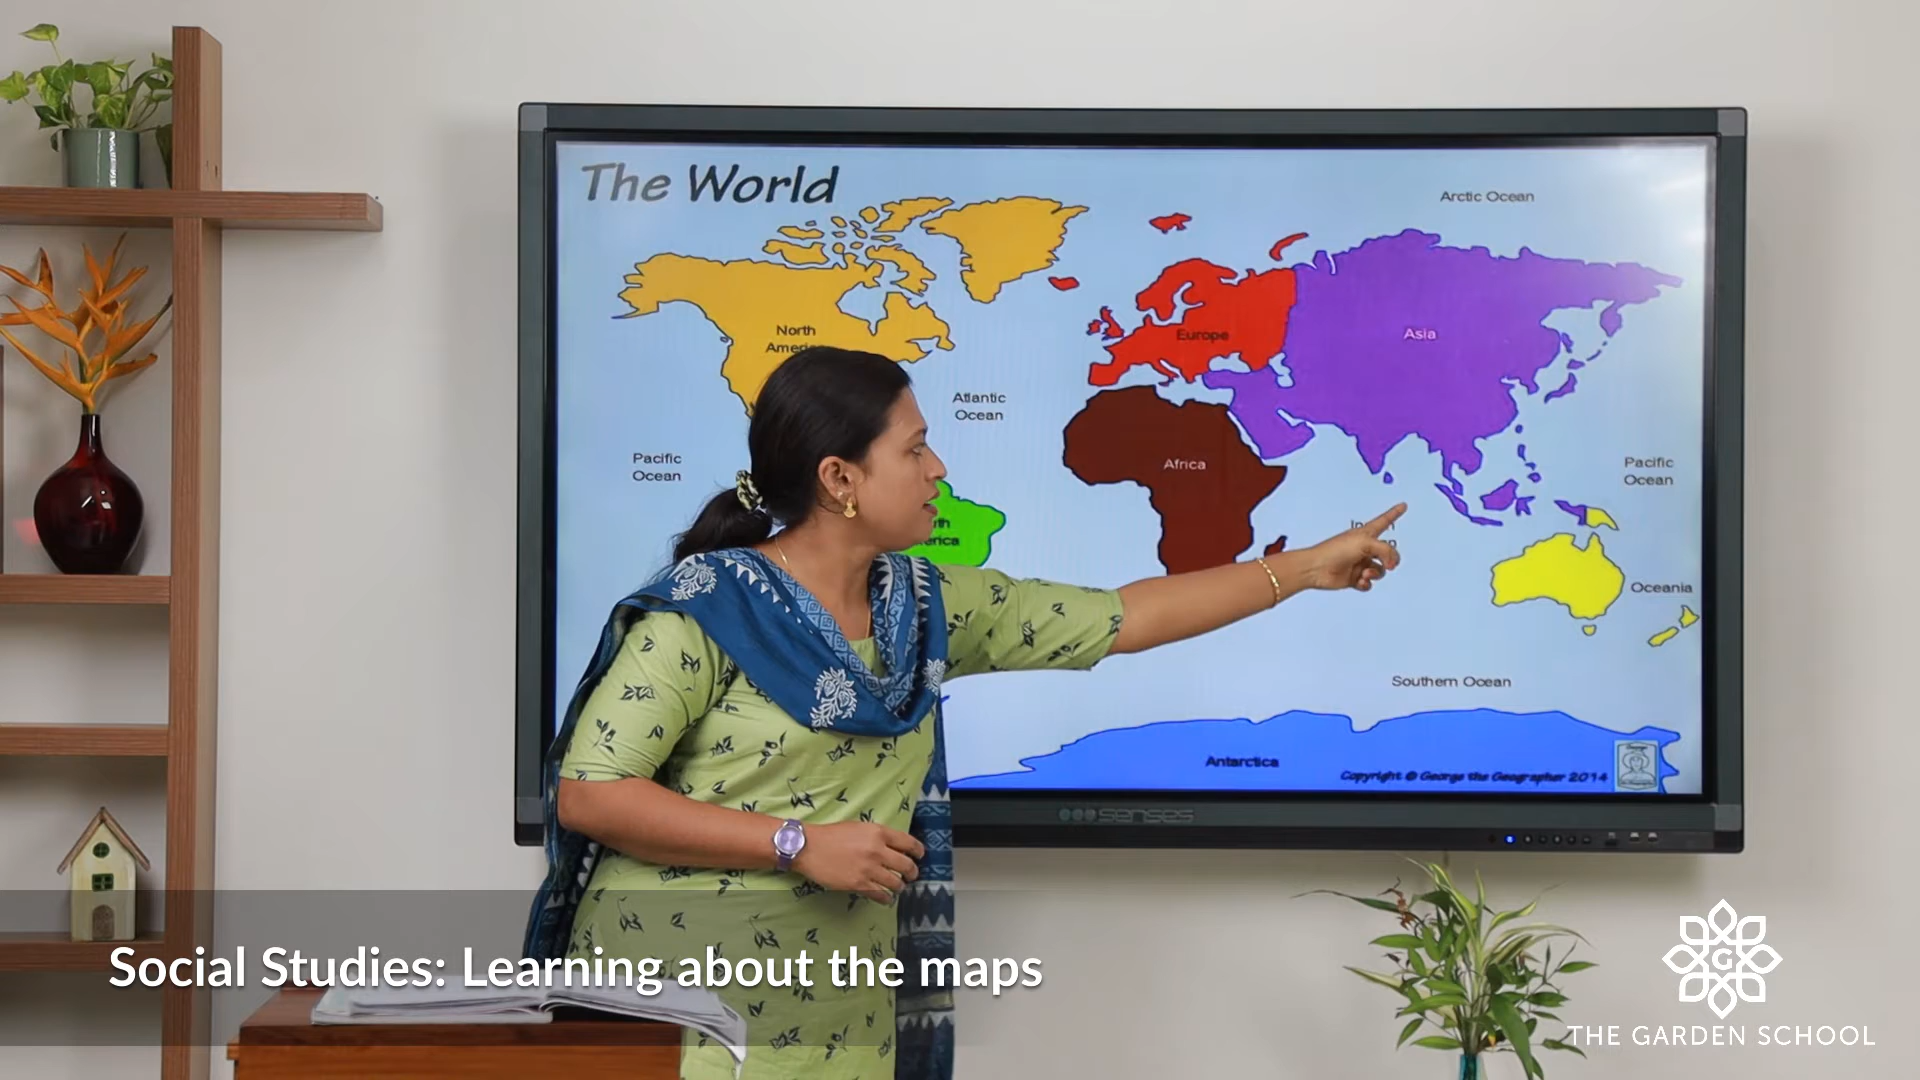 The World
Arctic Ocean
North
Europe
Asia
Atlantic
Ocean
Pacific
Ocean
Africa
Pacific
Ocean
Oceania
Southern Ocean
Antarctica
Copyright © George the Geographer 2014
senses
Social Studies: Learning about the maps
G
THE GARDEN SCHOOL